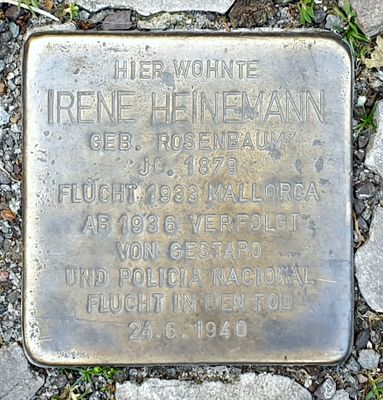 HIER WOHNTE
IRENE HEINEMANN
GEB. ROSENBAUM
JG. 1879
FLUCHT 1933 MALLORCA
AB 1936 VERFOLGT
VON GESTAPO
UND POLICIA NACIONAL
FLUCHT IN DEN TOD
24.6.1940